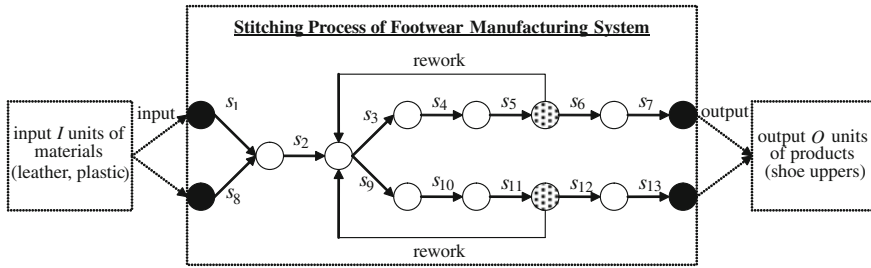 Stitching Process of Footwear Manufacturing System
rework
input
s1
s2
s3
s4
s5
s6
s7
output
input I units of
materials
(leather, plastic)
output O units
of products
(shoe uppers)
s8
s9
s10
s11
s12
s13
rework